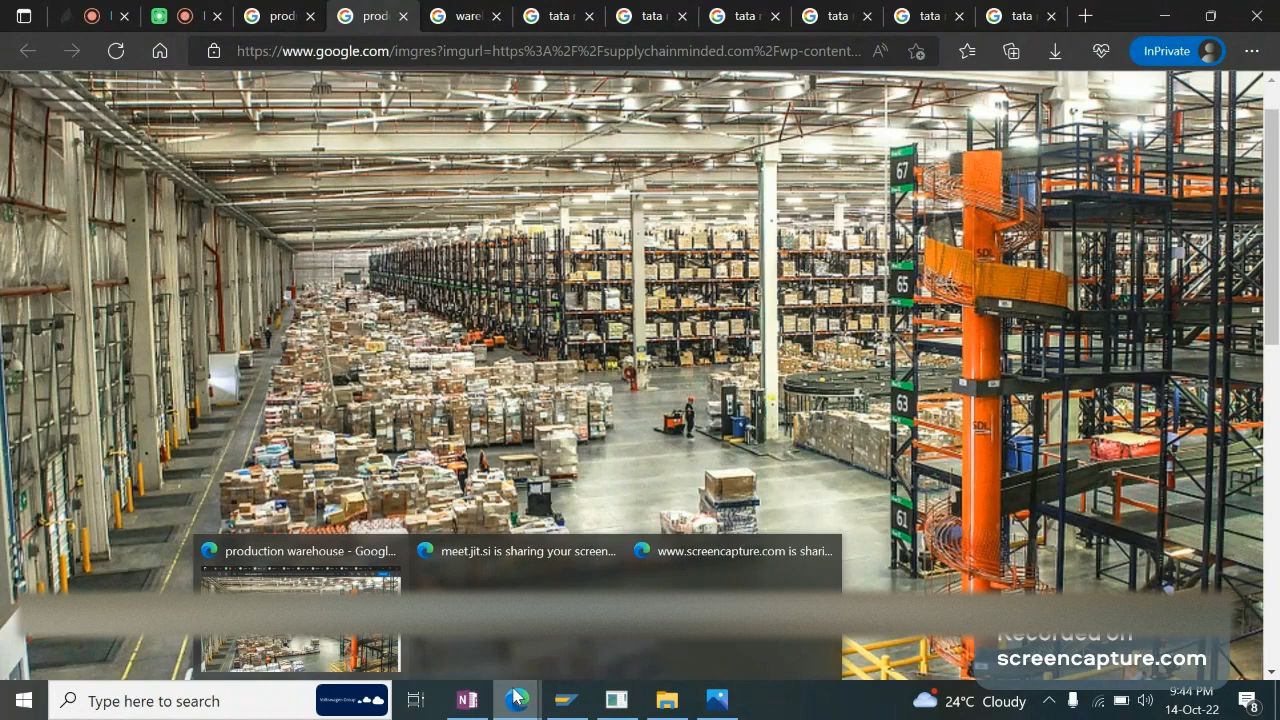 prod
prod
ware
tata r
tata r
tata r
tata
tata
tata
https://www.google.com/imgres?imgurl=https%3A%2F%2Fsupplychainminded.com%2Fwp-content...
InPrivate
67
65
63
61
SDI
SDI
production warehouse - Googl...
meet.jit.si is sharing your screen...
www.screencapture.com is shari...
Recorded on
screencapture.com
Type here to search
24°C Cloudy
9:44 PM
14-Oct-22
8